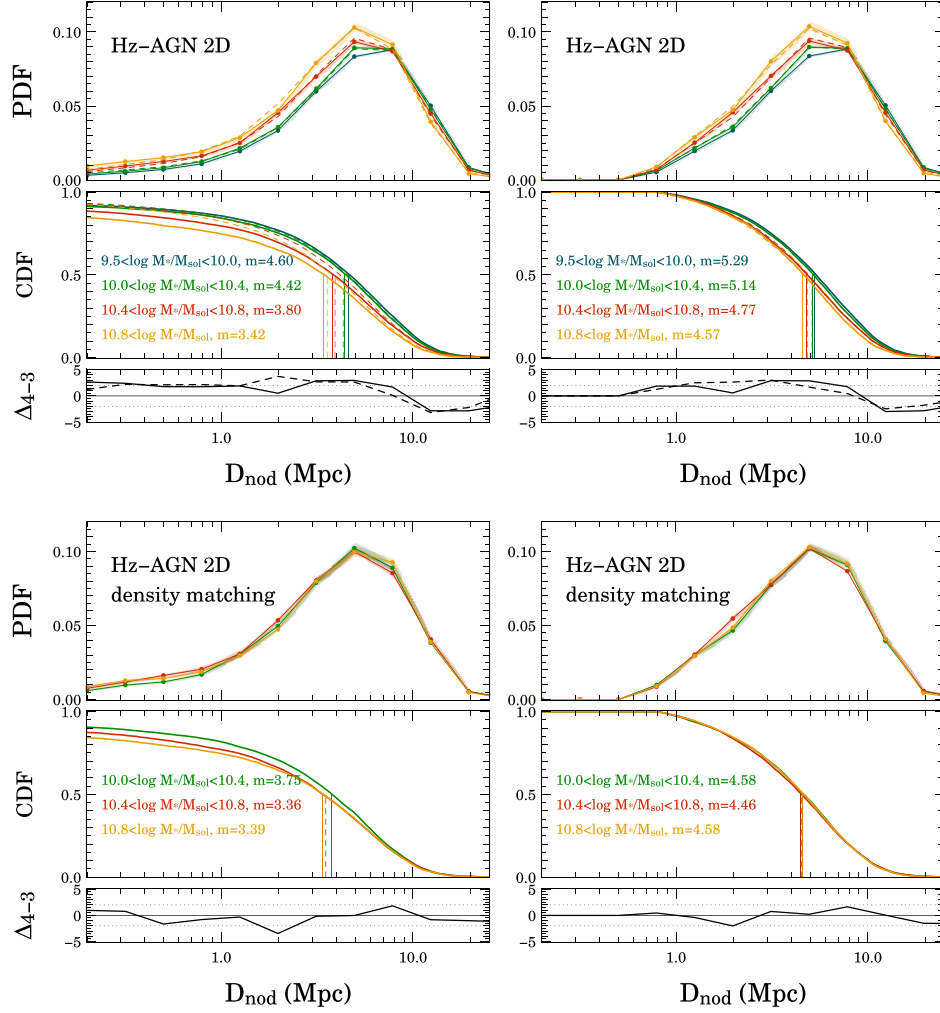 Hz–AGN 2D
PDF
0.10
0.05
0.00
CDF
1.0
0.5
0.0
9.5<log M*/Msol<10.0, m=4.60
10.0<log M*/Msol<10.4, m=4.42
10.4<log M*/Msol<10.8, m=3.80
10.8<log M*/Msol, m=3.42
Δ4−3
5
0
−5
1.0 10.0
Dnod (Mpc)
Hz–AGN 2D
1.0
0.5
0.0
9.5<log M*/Msol<10.0, m=5.29
10.0<log M*/Msol<10.4, m=5.14
10.4<log M*/Msol<10.8, m=4.77
10.8<log M*/Msol, m=4.57
1.0 10.0
Dnod (Mpc)
Hz–AGN 2D
density matching
PDF
0.10
0.05
0.00
CDF
1.0
0.5
0.0
10.0<log M*/Msol<10.4, m=3.75
10.4<log M*/Msol<10.8, m=3.36
10.8<log M*/Msol, m=3.39
Δ4−3
5
0
−5
1.0 10.0
Dnod (Mpc)
Hz–AGN 2D
density matching
10.0<log M*/Msol<10.4, m=4.58
10.4<log M*/Msol<10.8, m=4.46
10.8<log M*/Msol, m=4.58
1.0 10.0
Dnod (Mpc)